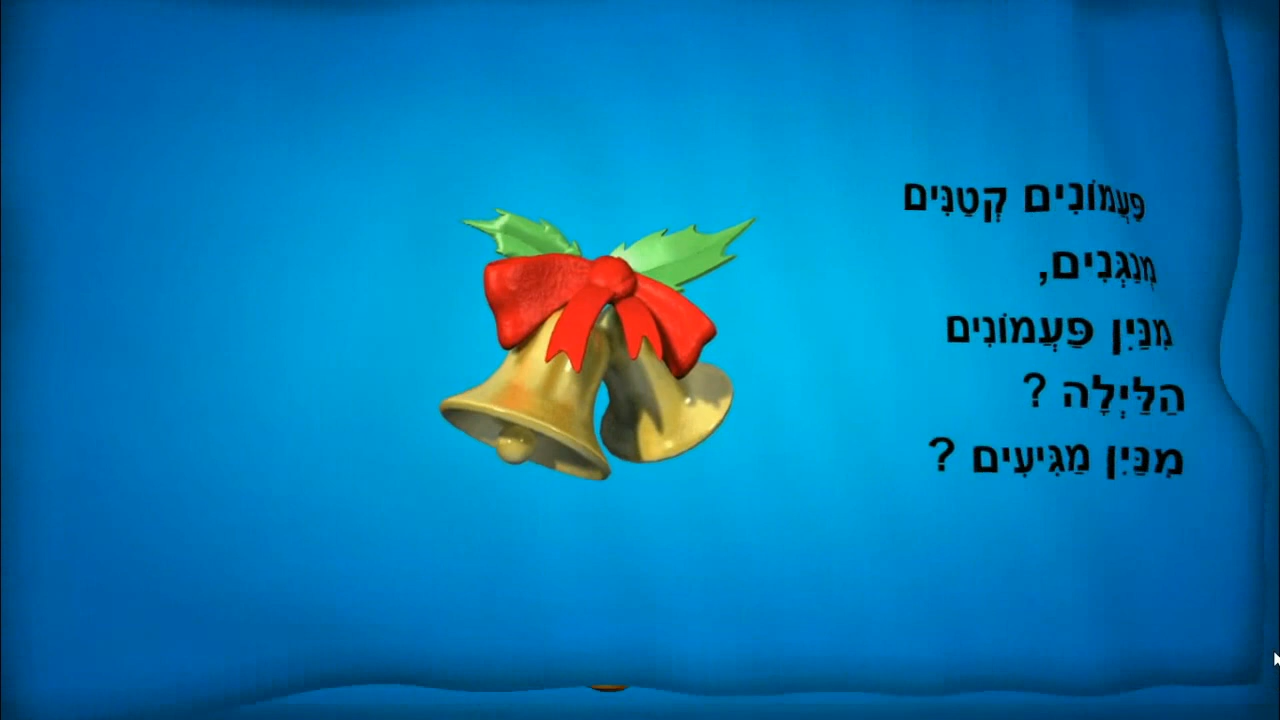 פַּעֲמוֹנִים קְטַנִּים
מְנַגְּנִים,
מִנַּיִן פַּעֲמוֹנִים
הַלַּיְלָה ?
מִנַּיִן מַגִּיעִים ?